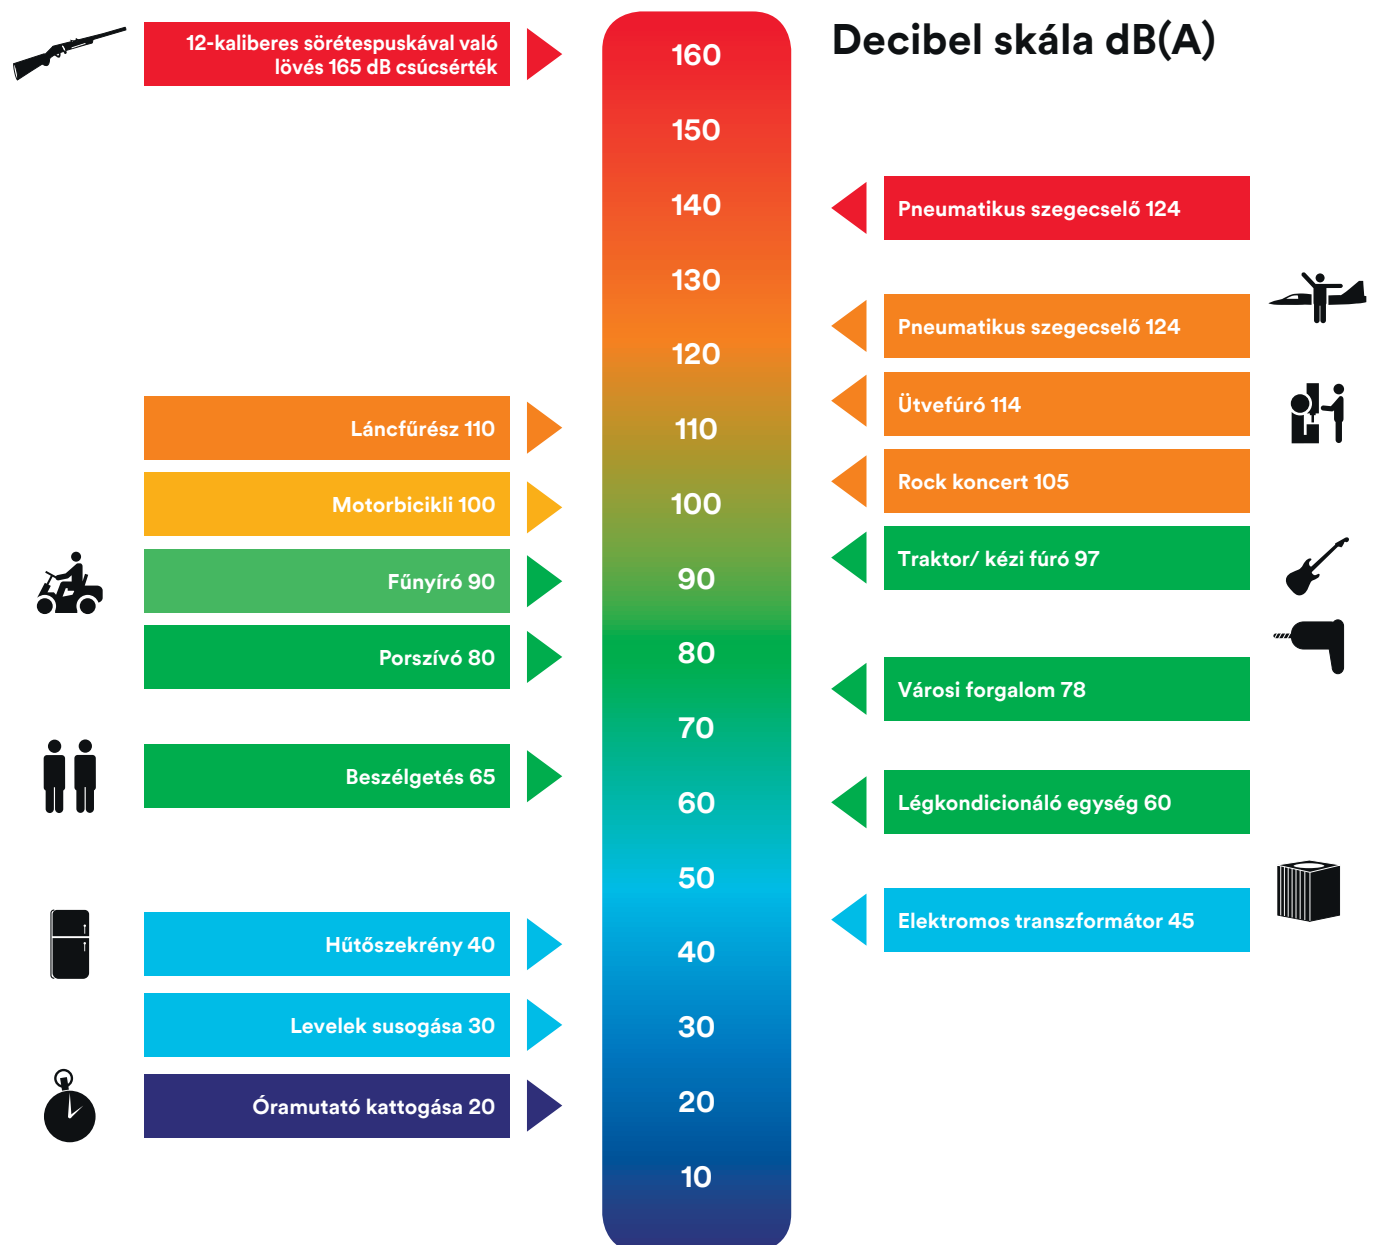 Decibel skála dB(A)
12-kaliberes sörétespuskával való
lövés 165 dB csúcsérték
Láncfűrész 110
Motorbicikli 100
Fűnyíró 90
Porszívó 80
Beszélgetés 65
Hűtőszekrény 40
Levelek susogása 30
Óramutató kattogása 20
160
150
140
130
120
110
100
90
80
70
60
50
40
30
20
10
Pneumatikus szegecselő 124
Pneumatikus szegecselő 124
Ütvefúró 114
Rock koncert 105
Traktor/ kézi fúró 97
Városi forgalom 78
Légkondicionáló egység 60
Elektromos transzformátor 45